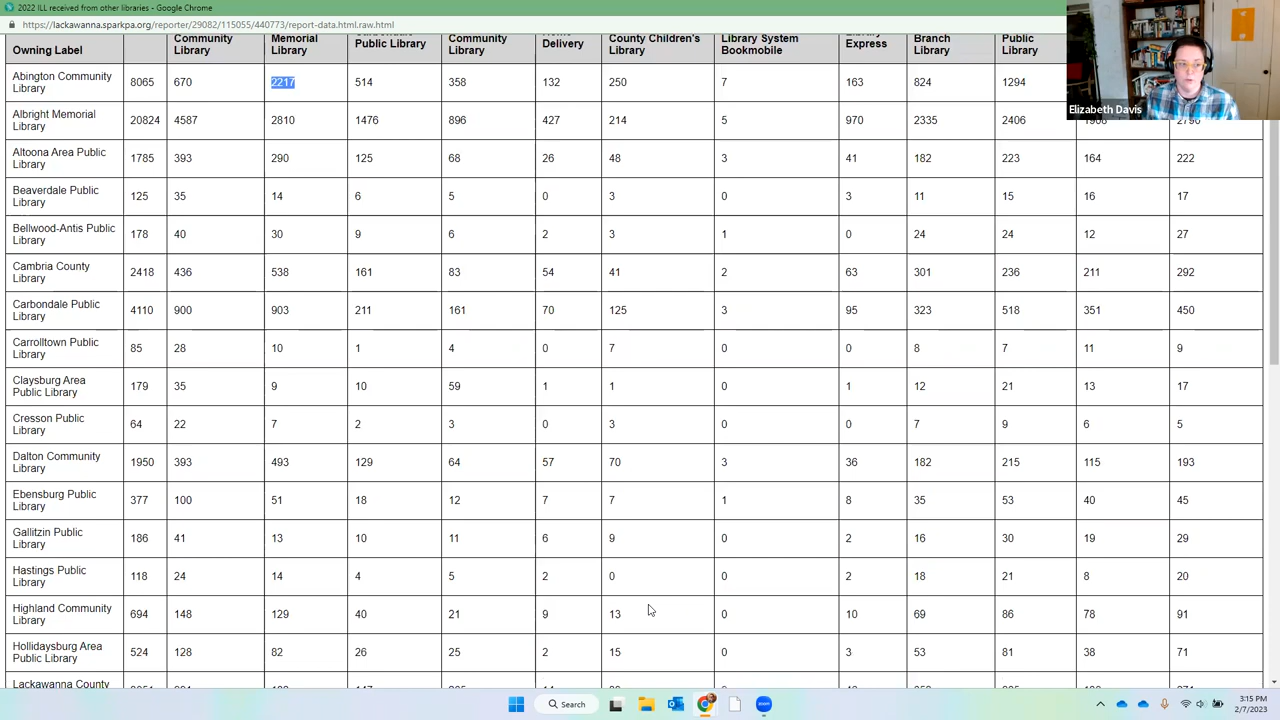 2022 ILL received from other libraries - Google Chrome
https://lackawanna.sparkpa.org/reporter/29082/115055/440773/report-data.html.raw.html
Elizabeth Davis
Owning Label Community Library Memorial Library Public Library Community Library Delivery County Children's Library Library System Bookmobile Express Branch Library Public Library
Abington Community Library 8065 670 2217 514 358 132 250 7 163 824 1294
Albright Memorial Library 20824 4587 2810 1476 896 427 214 5 970 2335 2406
Altoona Area Public Library 1785 393 290 125 68 26 48 3 41 182 223 164 222
Beaverdale Public Library 125 35 14 6 5 0 3 0 3 11 15 16 17
Bellwood-Antis Public Library 178 40 30 9 6 2 3 1 0 24 24 12 27
Cambria County Library 2418 436 538 161 83 54 41 2 63 301 236 211 292
Carbondale Public Library 4110 900 903 211 161 70 125 3 95 323 518 351 450
Carrolltown Public Library 85 28 10 1 4 0 7 0 0 8 7 11 9
Claysburg Area Public Library 179 35 9 10 59 1 1 0 1 12 21 13 17
Cresson Public Library 64 22 7 2 3 0 3 0 0 7 9 6 5
Dalton Community Library 1950 393 493 129 64 57 70 3 36 182 215 115 193
Ebensburg Public Library 377 100 51 18 12 7 7 1 8 35 53 40 45
Gallitzin Public Library 186 41 13 10 11 6 9 0 2 16 30 19 29
Hastings Public Library 118 24 14 4 5 2 0 0 2 18 21 8 20
Highland Community Library 694 148 129 40 21 9 13 0 10 69 86 78 91
Hollidaysburg Area Public Library 524 128 82 26 25 2 15 0 3 53 81 38 71
Lackawanna County
Search
zoom
3:15 PM
2/7/2023